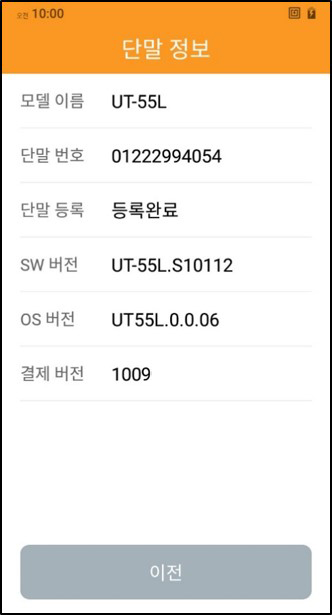 오전 10:00
단말 정보
모델 이름 UT-55L
단말 번호 01222994054
단말 등록 등록완료
SW 버전 UT-55L.S10112
OS 버전 UT55L.0.0.06
결제 버전 1009
이전